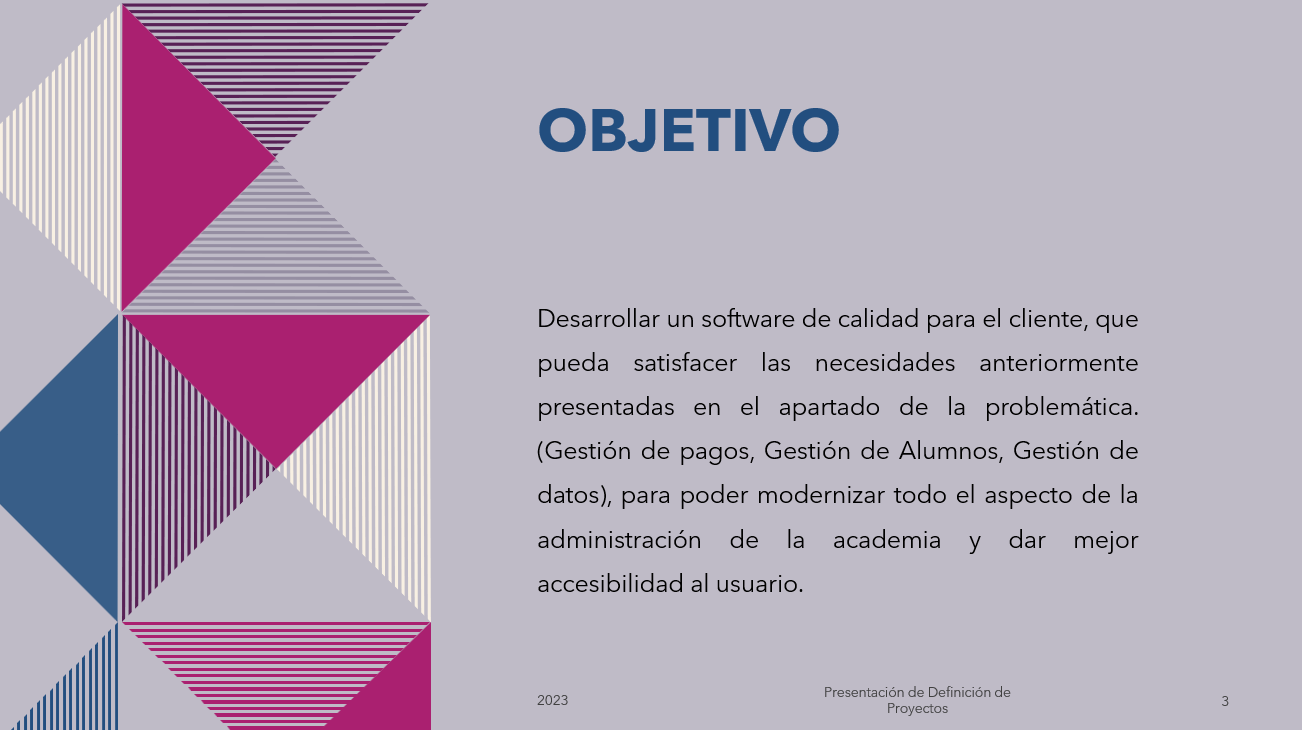 OBJETIVO
Desarrollar un software de calidad para el cliente, que
pueda satisfacer las necesidades anteriormente
presentadas en el apartado de la problemática.
(Gestión de pagos, Gestión de Alumnos, Gestión de
datos), para poder modernizar todo el aspecto de la
administración de la academia y dar mejor
accesibilidad al usuario.
2023
Presentación de Definición de
Proyectos
3